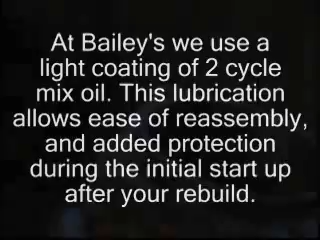 At Bailey's we use a
light coating of 2 cycle
mix oil. This lubrication
allows ease of reassembly,
and added protection
during the initial start up
after your rebuild.